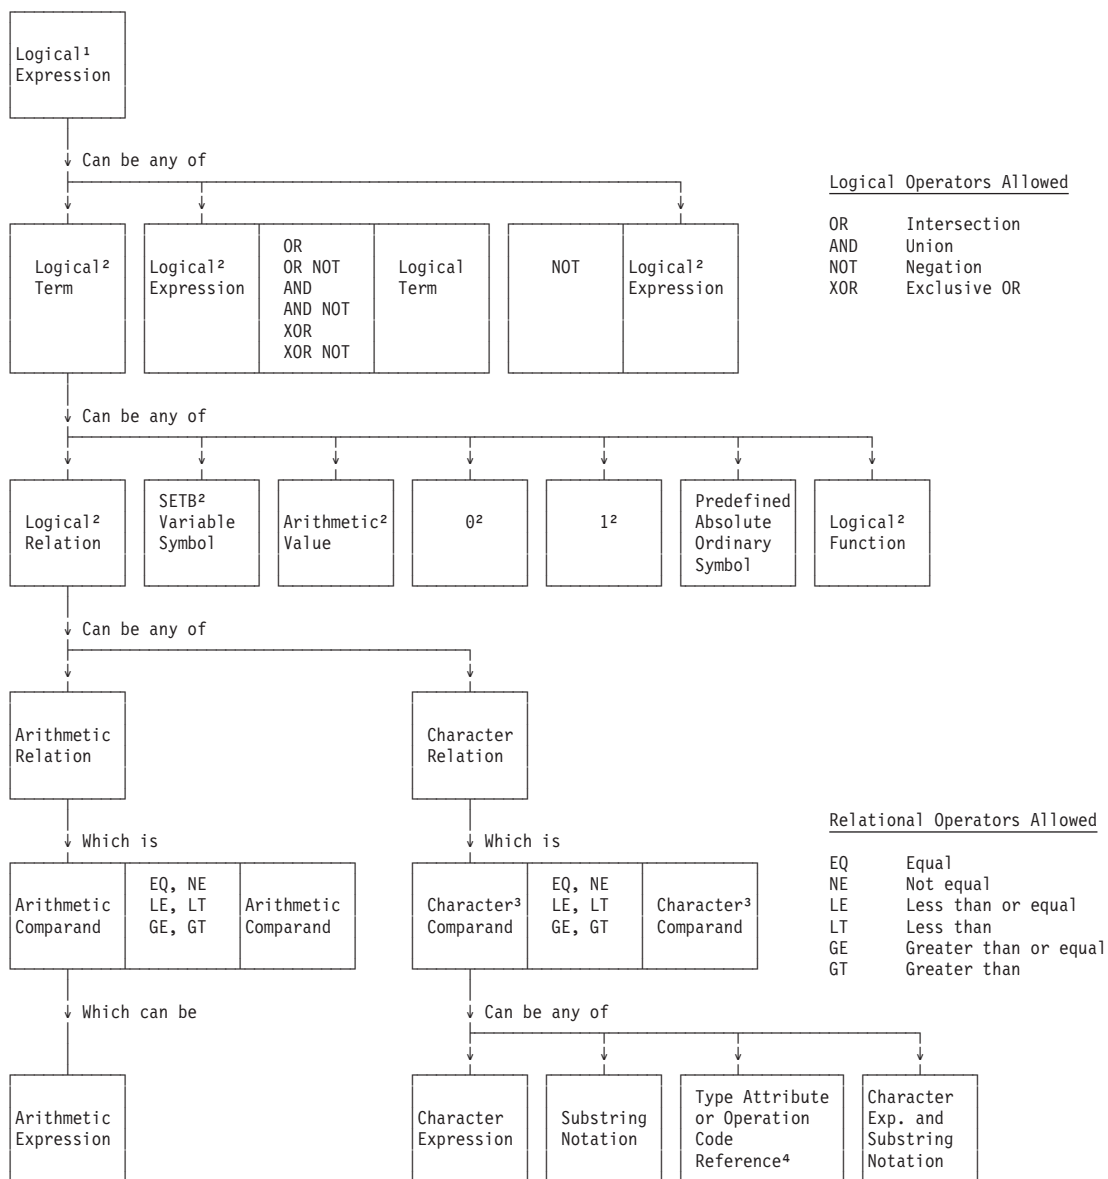 Logical¹
Expression
Can be any of
Logical Operators Allowed
OR Intersection
AND Union
NOT Negation
XOR Exclusive OR
Logical²
Term
Logical²
Expression
OR
OR NOT
AND
AND NOT
XOR
XOR NOT
Logical
Term
NOT
Logical²
Expression
Can be any of
Logical²
Relation
SETB²
Variable
Symbol
Arithmetic²
Value
0²
1²
Predefined
Absolute
Ordinary
Symbol
Logical²
Function
Can be any of
Arithmetic
Relation
Character
Relation
Which is
Which is
Relational Operators Allowed
EQ Equal
NE Not equal
LE Less than or equal
LT Less than
GE Greater than or equal
GT Greater than
Arithmetic
Comparand
EQ, NE
LE, LT
GE, GT
Arithmetic
Comparand
Character³
Comparand
EQ, NE
LE, LT
GE, GT
Character³
Comparand
Which can be
Can be any of
Arithmetic
Expression
Character
Expression
Substring
Notation
Type Attribute
or Operation
Code
Reference⁴
Character
Exp. and
Substring
Notation